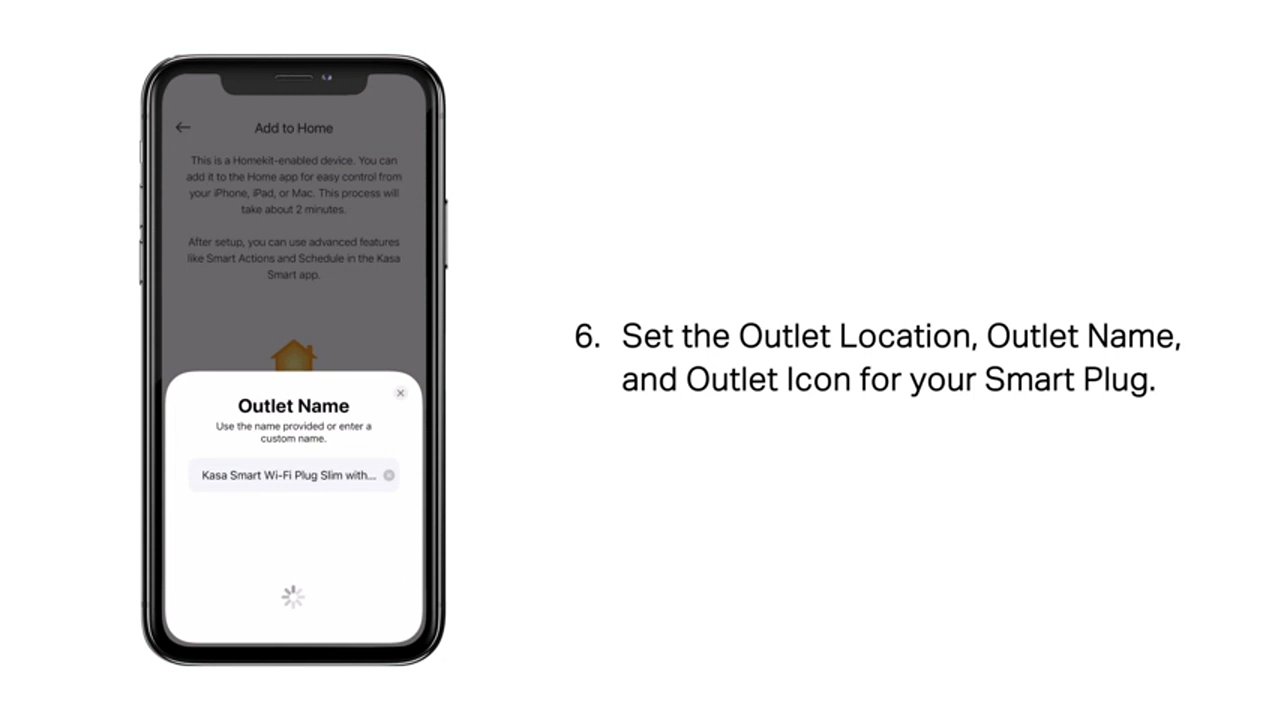 Add to Home
This is a Homekit-enabled device. You can
add it to the Home app for easy control from
your iPhone, iPad, or Mac. This process will
take about 2 minutes.
After setup, you can use advanced features
like Smart Actions and Schedule in the Kasa
Smart app.
Outlet Name
Use the name provided or enter a
custom name.
Kasa Smart Wi-Fi Plug Slim with...
6. Set the Outlet Location, Outlet Name,
and Outlet Icon for your Smart Plug.